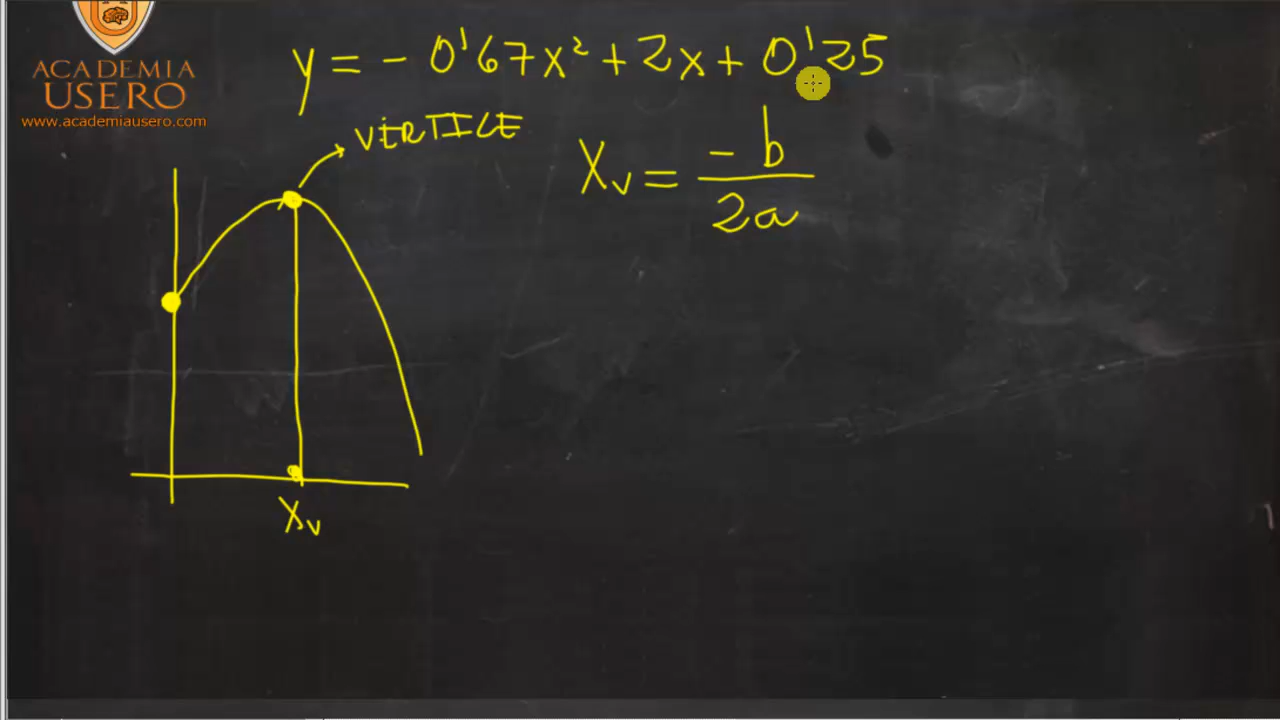 ACADEMIA
USERO
www.academiausero.com
y = - 0'67x² + 2x + 0'25
VÉRTICE
Xᵥ = -b / 2a
Xᵥ